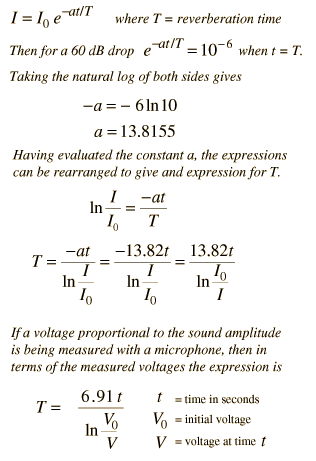 I = I₀ e^(-at/T) where T = reverberation time
Then for a 60 dB drop e^(-at/T) = 10^(-6) when t = T.
Taking the natural log of both sides gives
-a = - 6 ln 10
a = 13.8155
Having evaluated the constant a, the expressions
can be rearranged to give and expression for T.
ln I/I₀ = -at/T
T = -at/(ln I/I₀) = -13.82t/(ln I/I₀) = 13.82t/(ln I₀/I)
If a voltage proportional to the sound amplitude
is being measured with a microphone, then in
terms of the measured voltages the expression is
T = 6.91 t/(ln V₀/V)
t = time in seconds
V₀ = initial voltage
V = voltage at time t